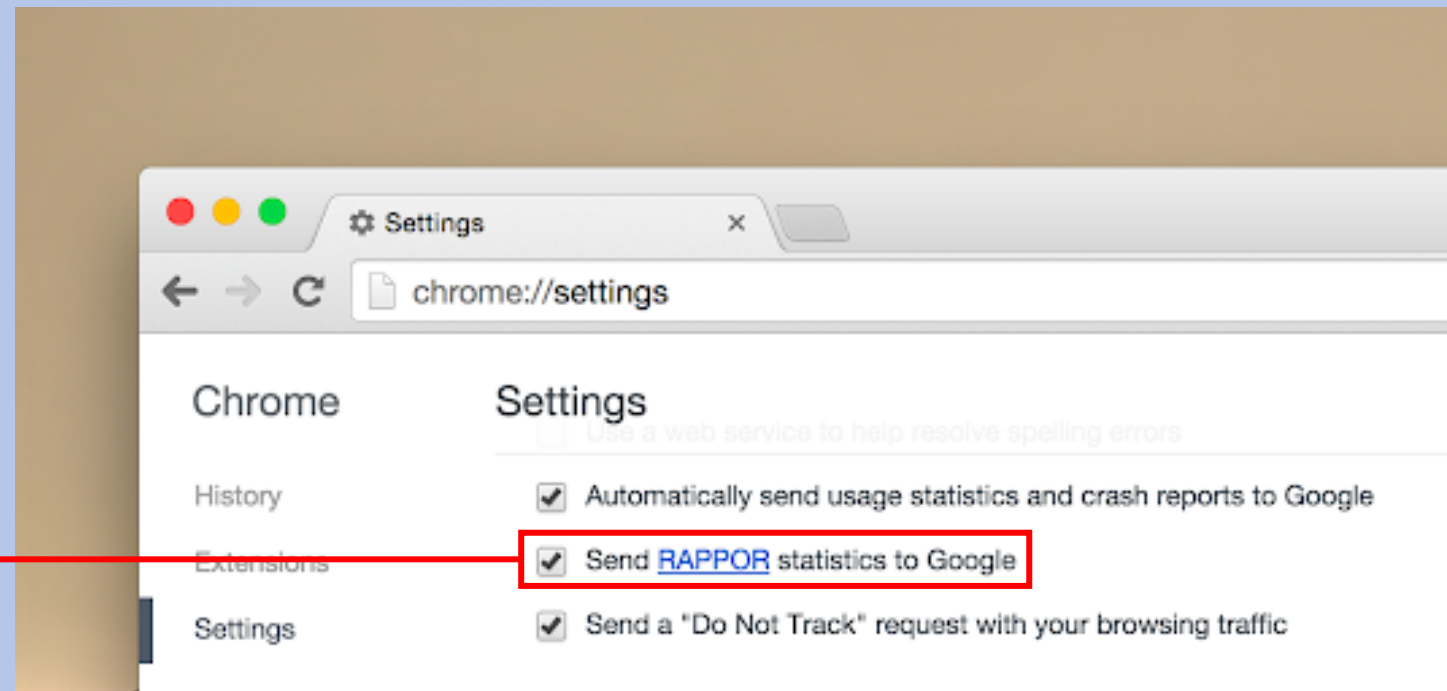 Settings
chrome://settings
Chrome
Settings
Use a web service to help resolve spelling errors
History
Automatically send usage statistics and crash reports to Google
Extensions
Send RAPPOR statistics to Google
Settings
Send a "Do Not Track" request with your browsing traffic